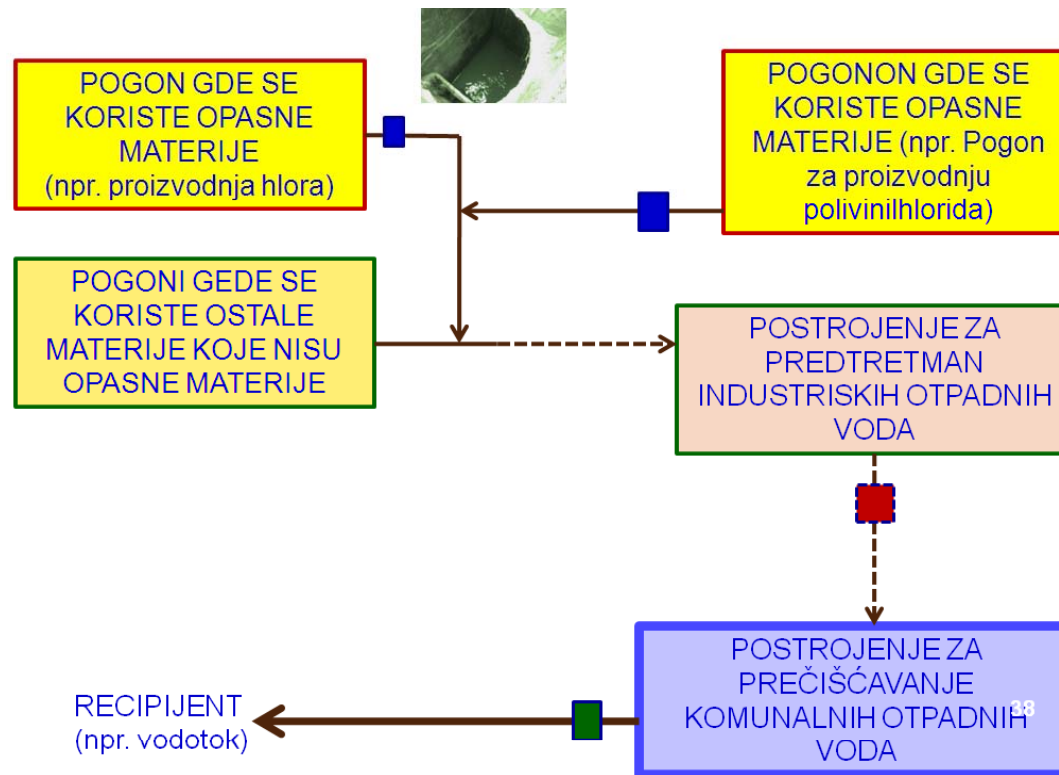 POGON GDE SE
KORISTE OPASNE
MATERIJE
(npr. proizvodnja hlora)
POGONON GDE SE
KORISTE OPASNE
MATERIJE (npr. Pogon
za proizvodnju
polivinilhlorida)
POGONI GEDE SE
KORISTE OSTALE
MATERIJE KOJE NISU
OPASNE MATERIJE
POSTROJENJE ZA
PREDTRETMAN
INDUSTRISKIH OTPADNIH
VODA
POSTROJENJE ZA
PREČIŠĆAVANJE
KOMUNALNIH OTPADNIH
VODA
38
RECIPIJENT
(npr. vodotok)